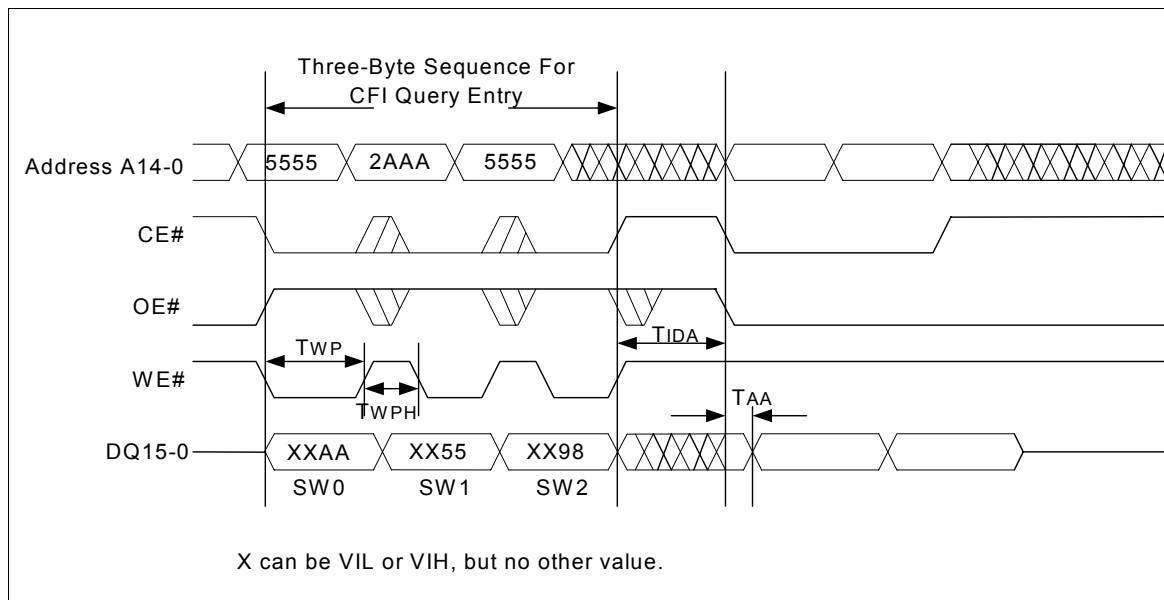 Three-Byte Sequence For
CFI Query Entry
Address A14-0
5555
2AAA
5555
CE#
OE#
TIDA
TWP
WE#
TWPH
TAA
DQ15-0
XXAA
XX55
XX98
SW0
SW1
SW2
X can be VIL or VIH, but no other value.